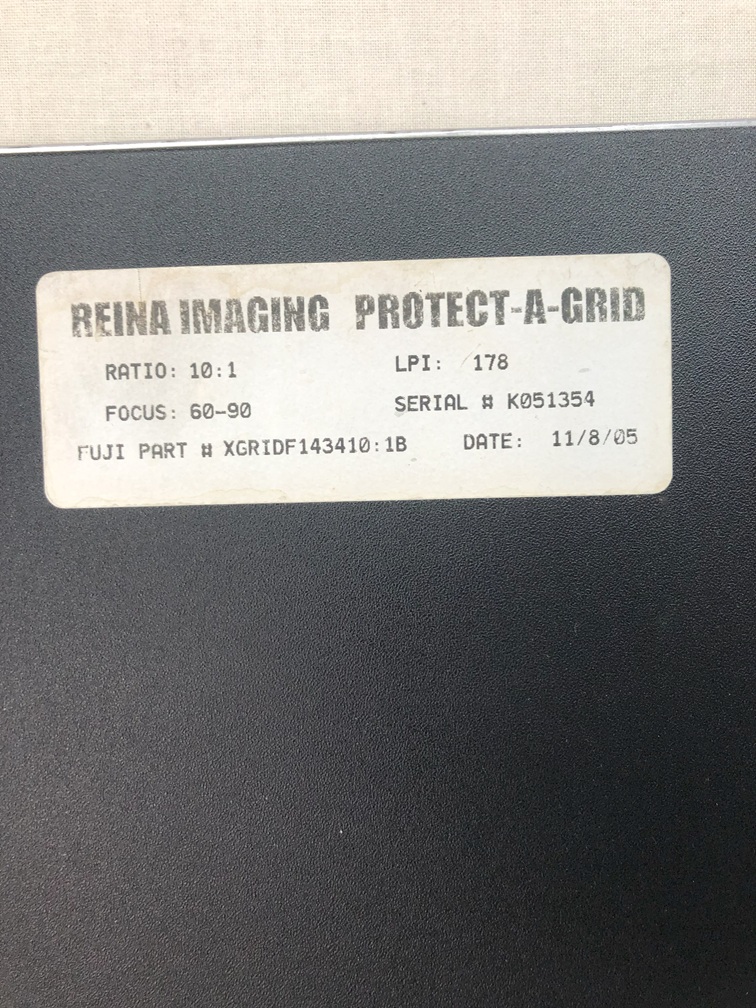 REINA IMAGING PROTECT-A-GRID
RATIO: 10:1 LPI: 178
FOCUS: 60-90 SERIAL # K051354
FUJI PART # XGRIDF143410:1B DATE: 11/8/05